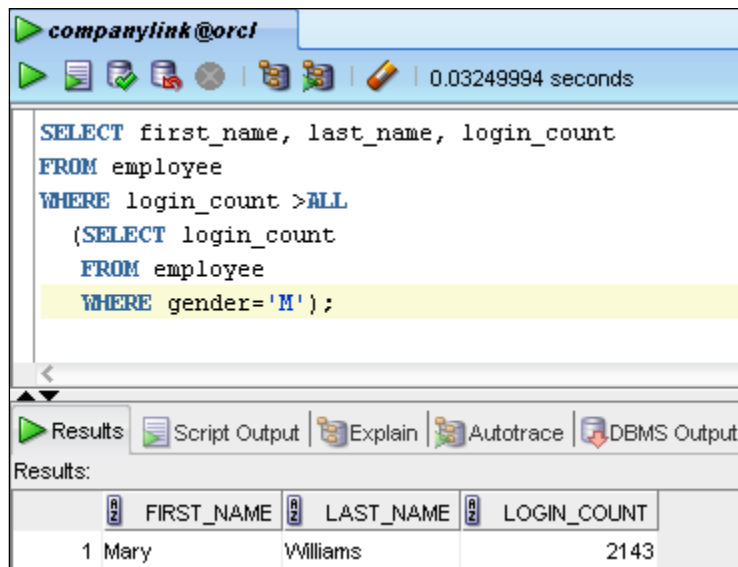 companylink@orcl
0.03249994 seconds
SELECT first_name, last_name, login_count
FROM employee
WHERE login_count >ALL
(SELECT login_count
FROM employee
WHERE gender='M');
Results Script Output Explain Autotrace DBMS Output
Results:
FIRST_NAME LAST_NAME LOGIN_COUNT
1 Mary Williams 2143